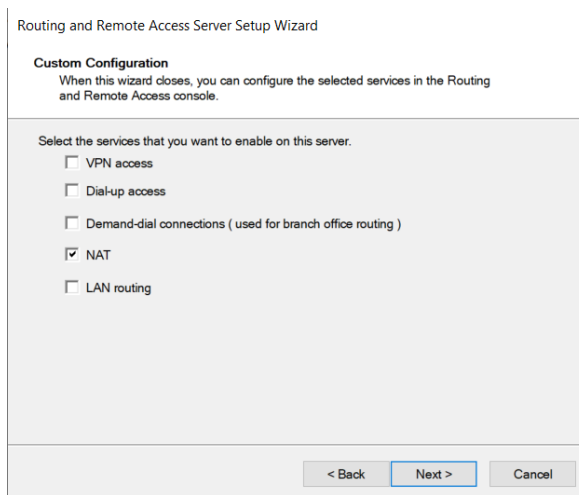 Routing and Remote Access Server Setup Wizard
Custom Configuration
When this wizard closes, you can configure the selected services in the Routing
and Remote Access console.
Select the services that you want to enable on this server.
VPN access
Dial-up access
Demand-dial connections ( used for branch office routing )
NAT
LAN routing
< Back Next > Cancel